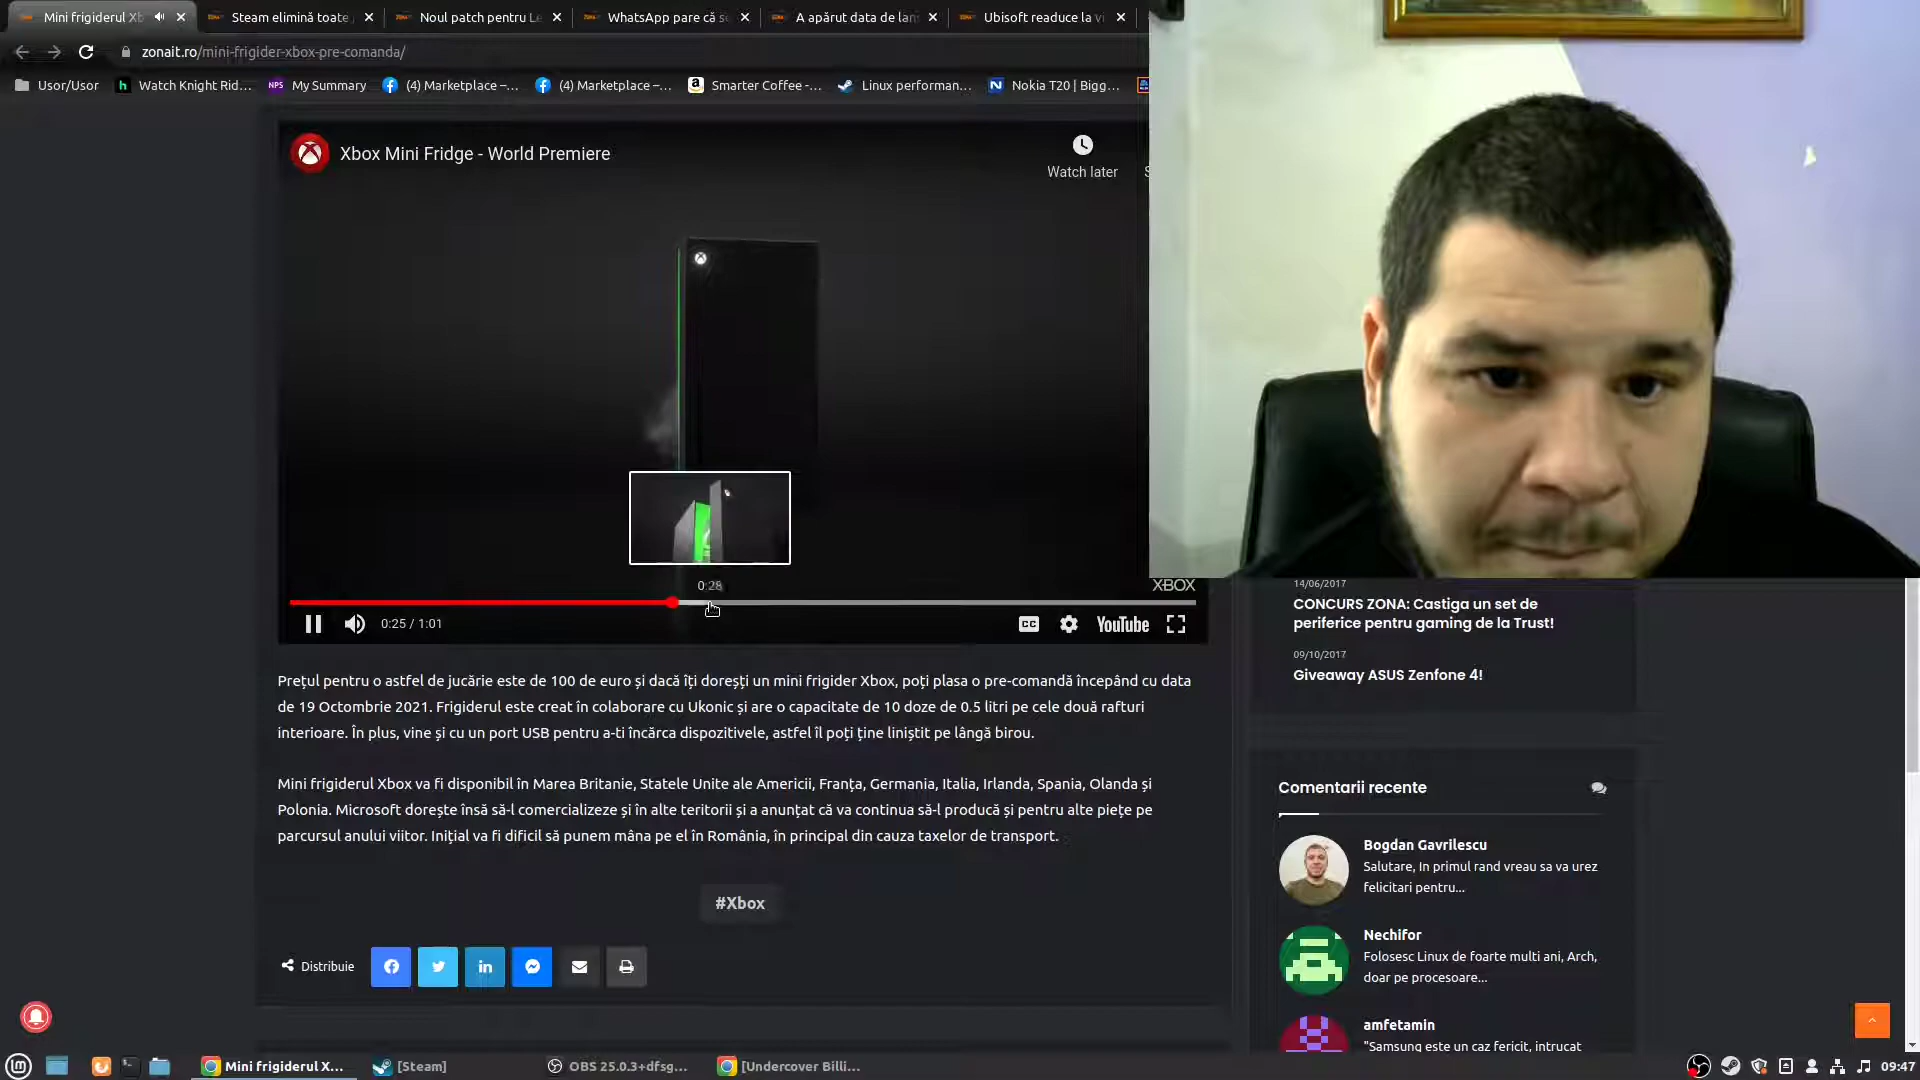 Mini frigiderul Xb
Steam elimină toate
Noul patch pentru Le
WhatsApp pare că s
A apărut data de lan
Ubisoft readuce la vi
zonait.ro/mini-frigider-xbox-pre-comanda/
Usor/Usor
h Watch Knight Rid...
NPS My Summary
(4) Marketplace –...
(4) Marketplace –...
a Smarter Coffee -...
Linux performan...
N Nokia T20 | Bigg...
Xbox Mini Fridge - World Premiere
Watch later
0:28
XBOX
0:25 / 1:01
CC
YouTube
Prețul pentru o astfel de jucărie este de 100 de euro și dacă îți dorești un mini frigider Xbox, poți plasa o pre-comandă începând cu data
de 19 Octombrie 2021. Frigiderul este creat în colaborare cu Ukonic și are o capacitate de 10 doze de 0.5 litri pe cele două rafturi
interioare. În plus, vine și cu un port USB pentru a-ti încărca dispozitivele, astfel îl poți ține liniștit pe lângă birou.
Mini frigiderul Xbox va fi disponibil în Marea Britanie, Statele Unite ale Americii, Franța, Germania, Italia, Irlanda, Spania, Olanda și
Polonia. Microsoft dorește însă să-l comercializeze și în alte teritorii și a anunțat că va continua să-l producă și pentru alte piețe pe
parcursul anului viitor. Inițial va fi dificil să punem mâna pe el în România, în principal din cauza taxelor de transport.
#Xbox
Distribuie
14/06/2017
CONCURS ZONA: Castiga un set de
periferice pentru gaming de la Trust!
09/10/2017
Giveaway ASUS Zenfone 4!
Comentarii recente
Bogdan Gavrilescu
Salutare, In primul rand vreau sa va urez
felicitari pentru...
Nechifor
Folosesc Linux de foarte multi ani, Arch,
doar pe procesoare...
amfetamin
"Samsung este un caz fericit, intrucat
Mini frigiderul X...
[Steam]
OBS 25.0.3+dfsg...
[Undercover Billi...
09:47